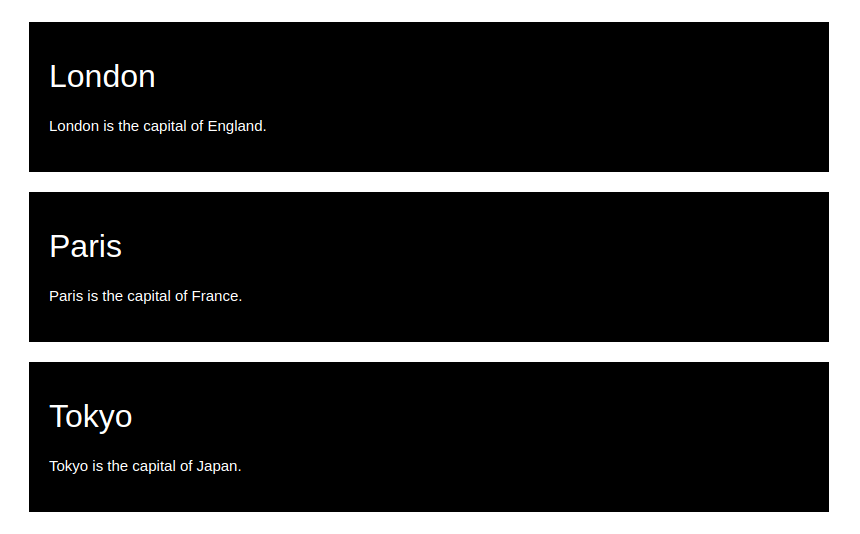 London
London is the capital of England.
Paris
Paris is the capital of France.
Tokyo
Tokyo is the capital of Japan.